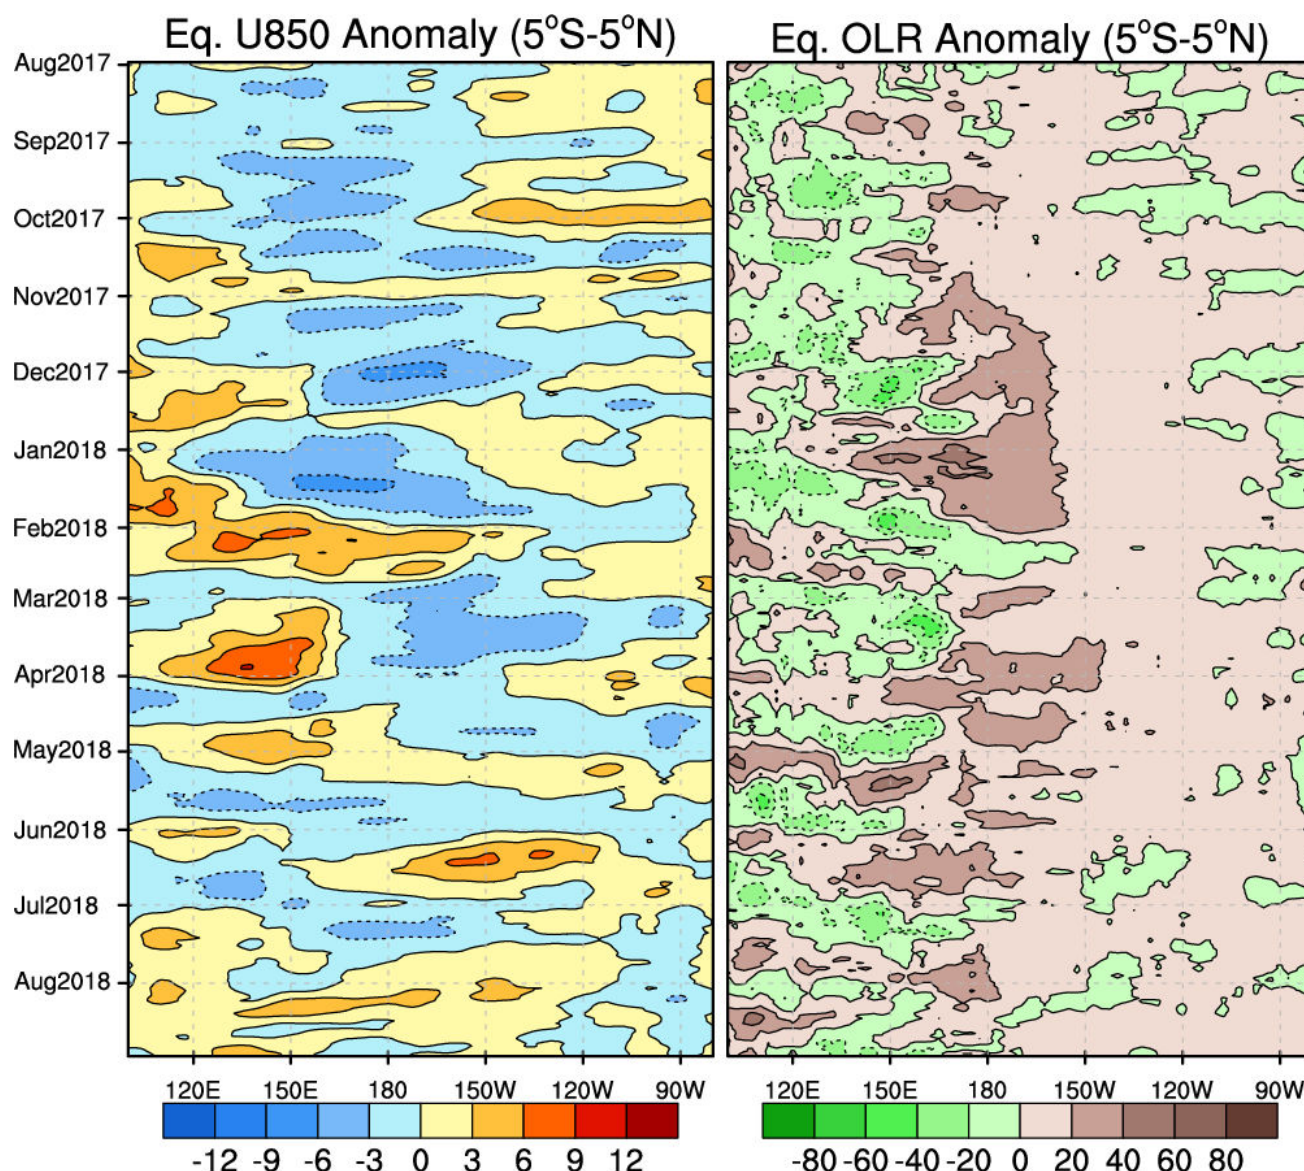 Eq. U850 Anomaly (5°S-5°N)
Eq. OLR Anomaly (5°S-5°N)
Aug2017
Sep2017
Oct2017
Nov2017
Dec2017
Jan2018
Feb2018
Mar2018
Apr2018
May2018
Jun2018
Jul2018
Aug2018
120E 150E 180 150W 120W 90W
120E 150E 180 150W 120W 90W
-12 -9 -6 -3 0 3 6 9 12
-80 -60 -40 -20 0 20 40 60 80